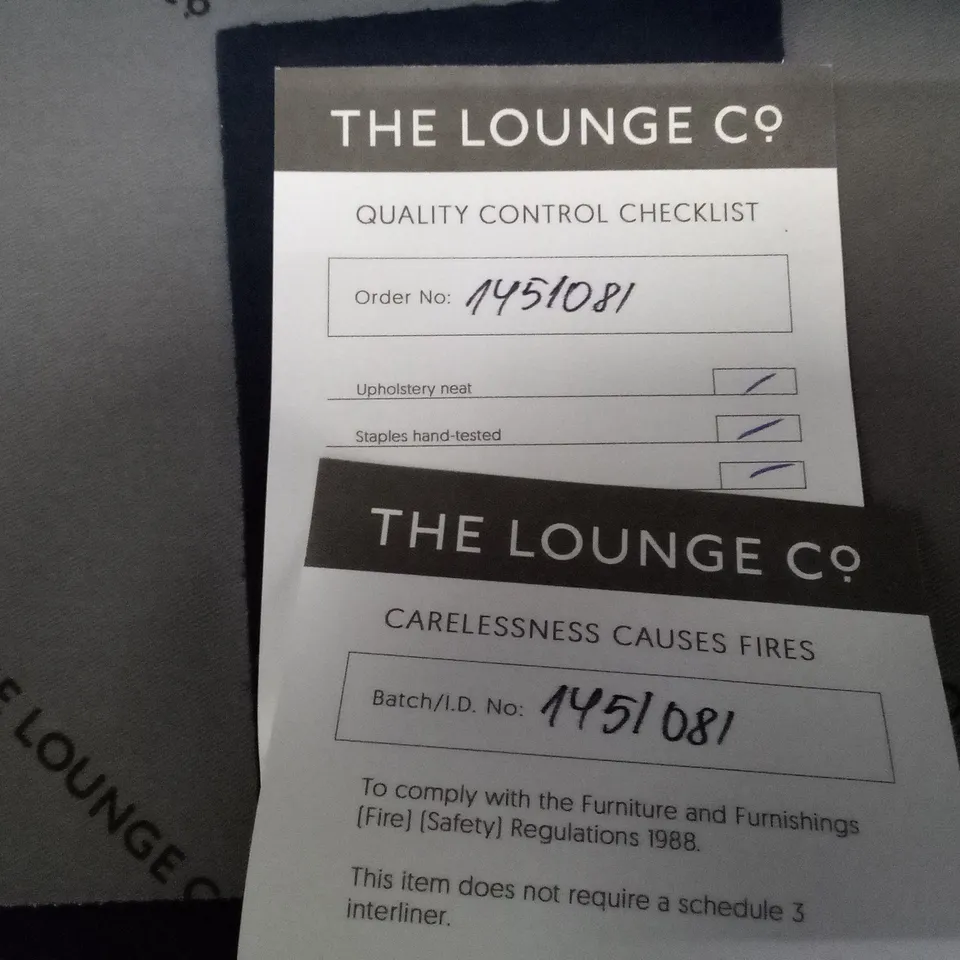 THE LOUNGE Cº
QUALITY CONTROL CHECKLIST
Order No: 1451081
Upholstery neat
Staples hand-tested
THE LOUNGE Cº
CARELESSNESS CAUSES FIRES
Batch/I.D. No: 1451081
To comply with the Furniture and Furnishings
(Fire) (Safety) Regulations 1988.
This item does not require a schedule 3
interliner.
E LOUNGE C